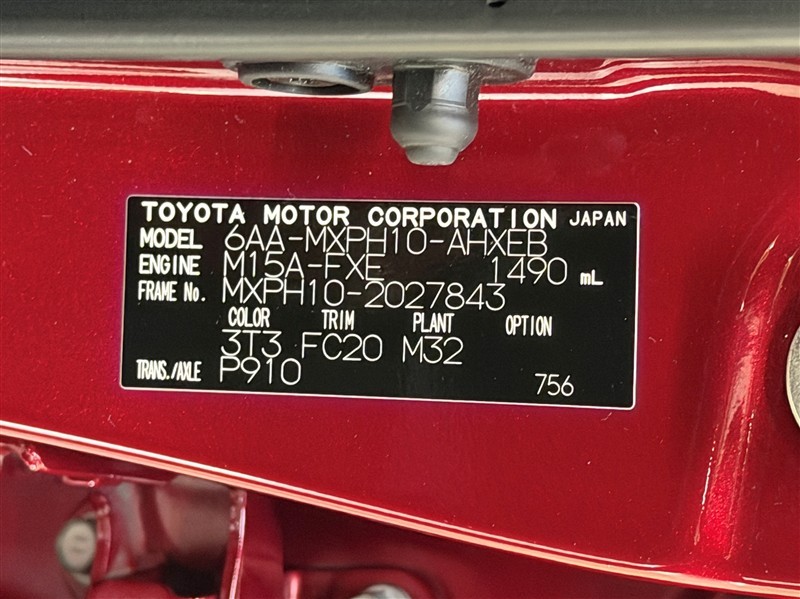 TOYOTA MOTOR CORPORATION JAPAN
MODEL 6AA-MXPH10-AHXEB
ENGINE M15A-FXE 1490 mL
FRAME No. MXPH10-2027843
COLOR TRIM PLANT OPTION
3T3 FC20 M32
TRANS./AXLE P910 756